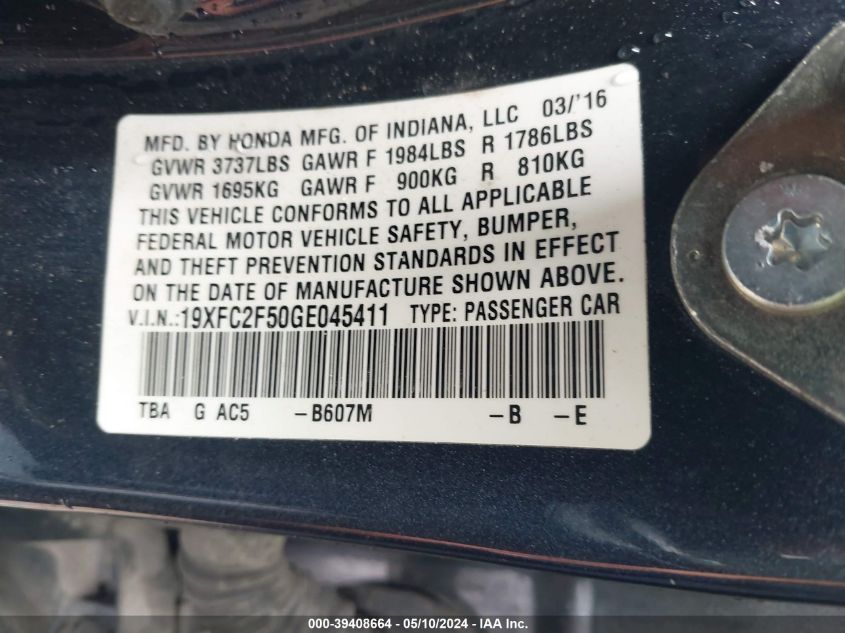 MFD. BY HONDA MFG. OF INDIANA, LLC 03/'16
GVWR 3737LBS GAWR F 1984LBS R 1786LBS
GVWR 1695KG GAWR F 900KG R 810KG
THIS VEHICLE CONFORMS TO ALL APPLICABLE
FEDERAL MOTOR VEHICLE SAFETY, BUMPER,
AND THEFT PREVENTION STANDARDS IN EFFECT
ON THE DATE OF MANUFACTURE SHOWN ABOVE.
V.I.N.:19XFC2F50GE045411 TYPE: PASSENGER CAR
TBA G AC5 -B607M -B -E
000-39408664 - 05/10/2024 - IAA Inc.